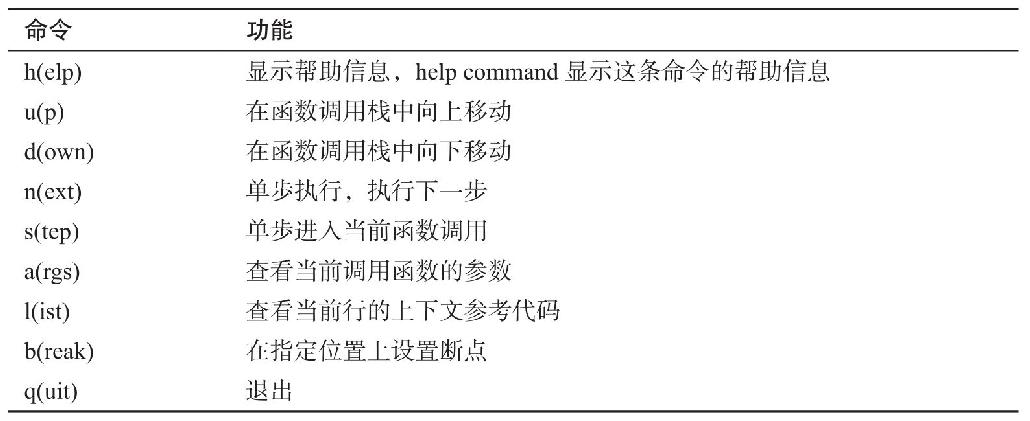 命令 功能
h(elp) 显示帮助信息，help command 显示这条命令的帮助信息
u(p) 在函数调用栈中向上移动
d(own) 在函数调用栈中向下移动
n(ext) 单步执行，执行下一步
s(tep) 单步进入当前函数调用
a(rgs) 查看当前调用函数的参数
l(ist) 查看当前行的上下文参考代码
b(reak) 在指定位置上设置断点
q(uit) 退出